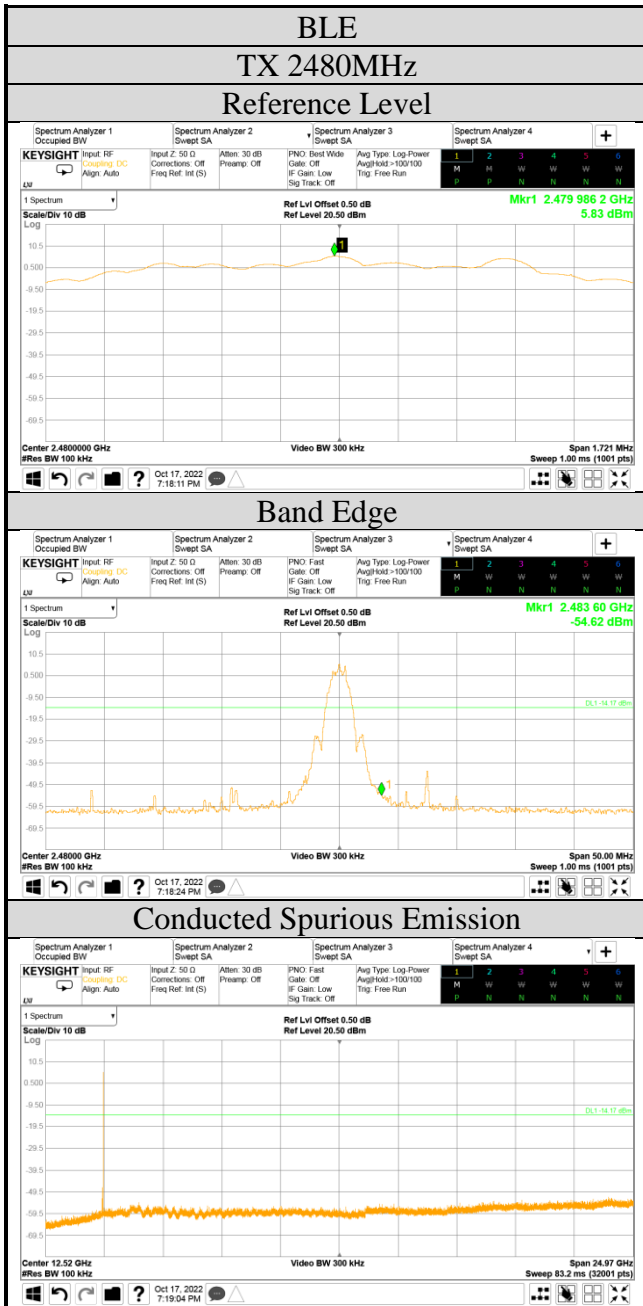 BLE
TX 2480MHz
Reference Level
Spectrum Analyzer 1 Spectrum Analyzer 2 Spectrum Analyzer 3 Spectrum Analyzer 4
Occupied BW Swept SA Swept SA Swept SA
KEYSIGHT Input: RF Input Z: 50 Ω Atten: 30 dB PNO: Best Wide Avg Type: Log-Power 1 2 3 4 5 6
Coupling: DC Corrections: Off Preamp: Off Gate: Off Avg|Hold:>100/100 M W W W W W
Align: Auto Freq Ref: Int (S) IF Gain: Low Trig: Free Run
Sig Track: Off P P N N N N
1 Spectrum Ref Lvl Offset 0.50 dB Mkr1 2.479 986 2 GHz
Scale/Div 10 dB Ref Level 20.50 dBm 5.83 dBm
Log
1
10.5
0.500
-9.50
-19.5
-29.5
-39.5
-49.5
-59.5
-69.5
Center 2.4800000 GHz Video BW 300 kHz Span 1.721 MHz
#Res BW 100 kHz Sweep 1.00 ms (1001 pts)
Oct 17, 2022
7:18:11 PM
Band Edge
Spectrum Analyzer 1 Spectrum Analyzer 2 Spectrum Analyzer 3 Spectrum Analyzer 4
Occupied BW Swept SA Swept SA Swept SA
KEYSIGHT Input: RF Input Z: 50 Ω Atten: 30 dB PNO: Fast Avg Type: Log-Power 1 2 3 4 5 6
Coupling: DC Corrections: Off Preamp: Off Gate: Off Avg|Hold:>100/100 M W W W W W
Align: Auto Freq Ref: Int (S) IF Gain: Low Trig: Free Run
Sig Track: Off P N N N N N
1 Spectrum Ref Lvl Offset 0.50 dB Mkr1 2.483 60 GHz
Scale/Div 10 dB Ref Level 20.50 dBm -54.62 dBm
Log
10.5
0.500
-9.50
DL1 -14.17 dBm
-19.5
-29.5
-39.5
-49.5
-59.5
-69.5
Center 2.48000 GHz Video BW 300 kHz Span 50.00 MHz
#Res BW 100 kHz Sweep 1.00 ms (1001 pts)
Oct 17, 2022
7:18:24 PM
Conducted Spurious Emission
Spectrum Analyzer 1 Spectrum Analyzer 2 Spectrum Analyzer 3 Spectrum Analyzer 4
Occupied BW Swept SA Swept SA Swept SA
KEYSIGHT Input: RF Input Z: 50 Ω Atten: 30 dB PNO: Fast Avg Type: Log-Power 1 2 3 4 5 6
Coupling: DC Corrections: Off Preamp: Off Gate: Off Avg|Hold:>100/100 M W W W W W
Align: Auto Freq Ref: Int (S) IF Gain: Low Trig: Free Run
Sig Track: Off P N N N N N
1 Spectrum Ref Lvl Offset 0.50 dB
Scale/Div 10 dB Ref Level 20.50 dBm
Log
10.5
0.500
-9.50
DL1 -14.17 dBm
-19.5
-29.5
-39.5
-49.5
-59.5
-69.5
Center 12.52 GHz Video BW 300 kHz Span 24.97 GHz
#Res BW 100 kHz Sweep 83.2 ms (32001 pts)
Oct 17, 2022
7:19:04 PM